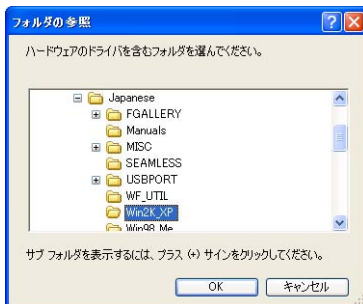 フォルダの参照
ハードウェアのドライバを含むフォルダを選んでください。
Japanese
FGALLERY
Manuals
MISC
SEAMLESS
USBPORT
WF_UTIL
Win2K_XP
Win98_Me
サブ フォルダを表示するには、プラス (+) サインをクリックしてください。
OK
キャンセル